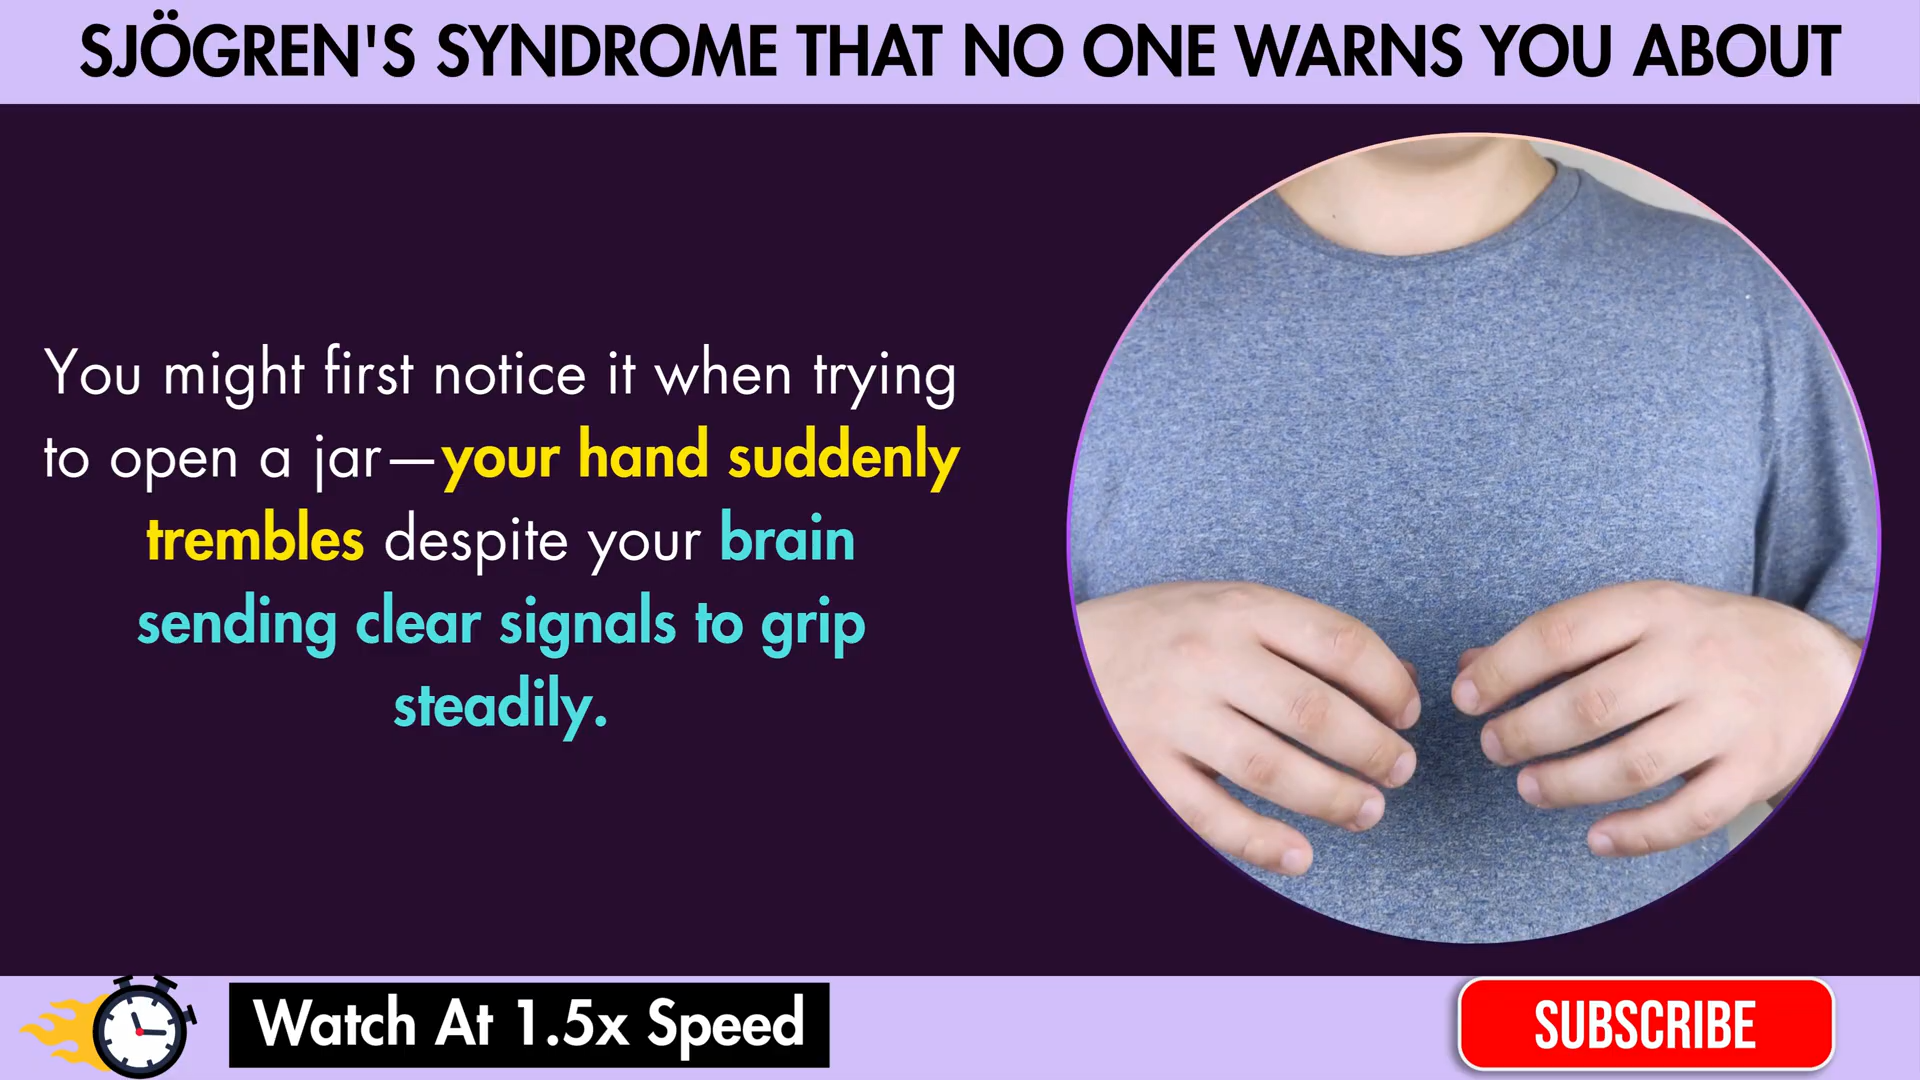 SJÖGREN'S SYNDROME THAT NO ONE WARNS YOU ABOUT
You might first notice it when trying
to open a jar—your hand suddenly
trembles despite your brain
sending clear signals to grip
steadily.
Watch At 1.5x Speed
SUBSCRIBE